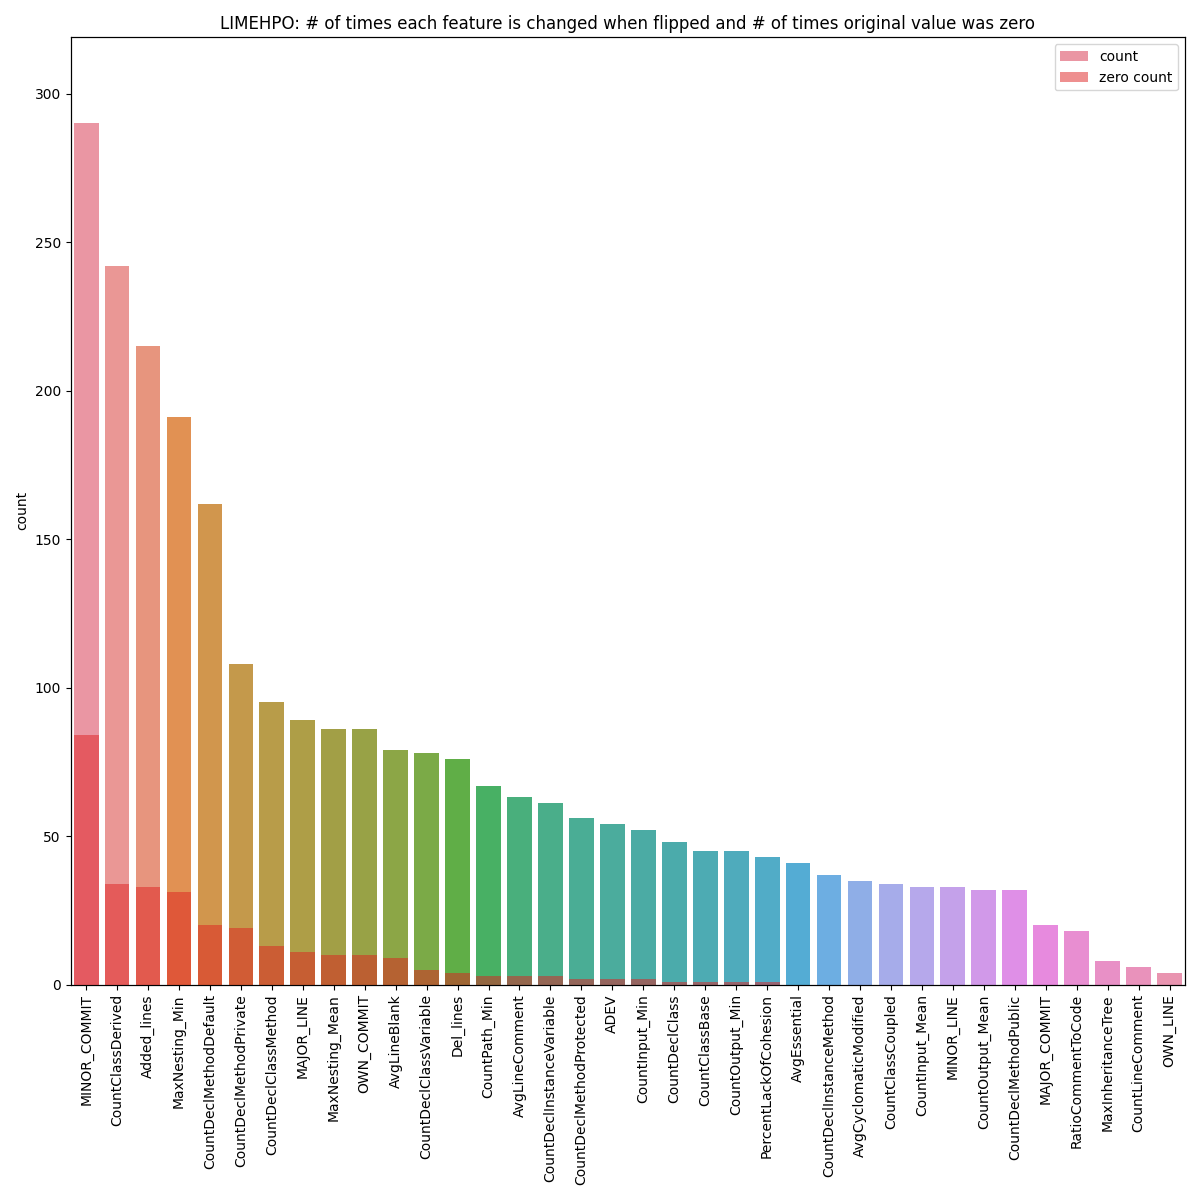 LIMEHPO: # of times each feature is changed when flipped and # of times original value was zero
count
zero count
300
250
200
150
100
50
0
count
MINOR_COMMIT
CountClassDerived
Added_lines
MaxNesting_Min
CountDeclMethodDefault
CountDeclMethodPrivate
CountDeclClassMethod
MAJOR_LINE
MaxNesting_Mean
OWN_COMMIT
AvgLineBlank
CountDeclClassVariable
Del_lines
CountPath_Min
AvgLineComment
CountDeclInstanceVariable
CountDeclMethodProtected
ADEV
CountInput_Min
CountDeclClass
CountClassBase
CountOutput_Min
PercentLackOfCohesion
AvgEssential
CountDeclInstanceMethod
AvgCyclomaticModified
CountClassCoupled
CountInput_Mean
MINOR_LINE
CountOutput_Mean
CountDeclMethodPublic
MAJOR_COMMIT
RatioCommentToCode
MaxInheritanceTree
CountLineComment
OWN_LINE